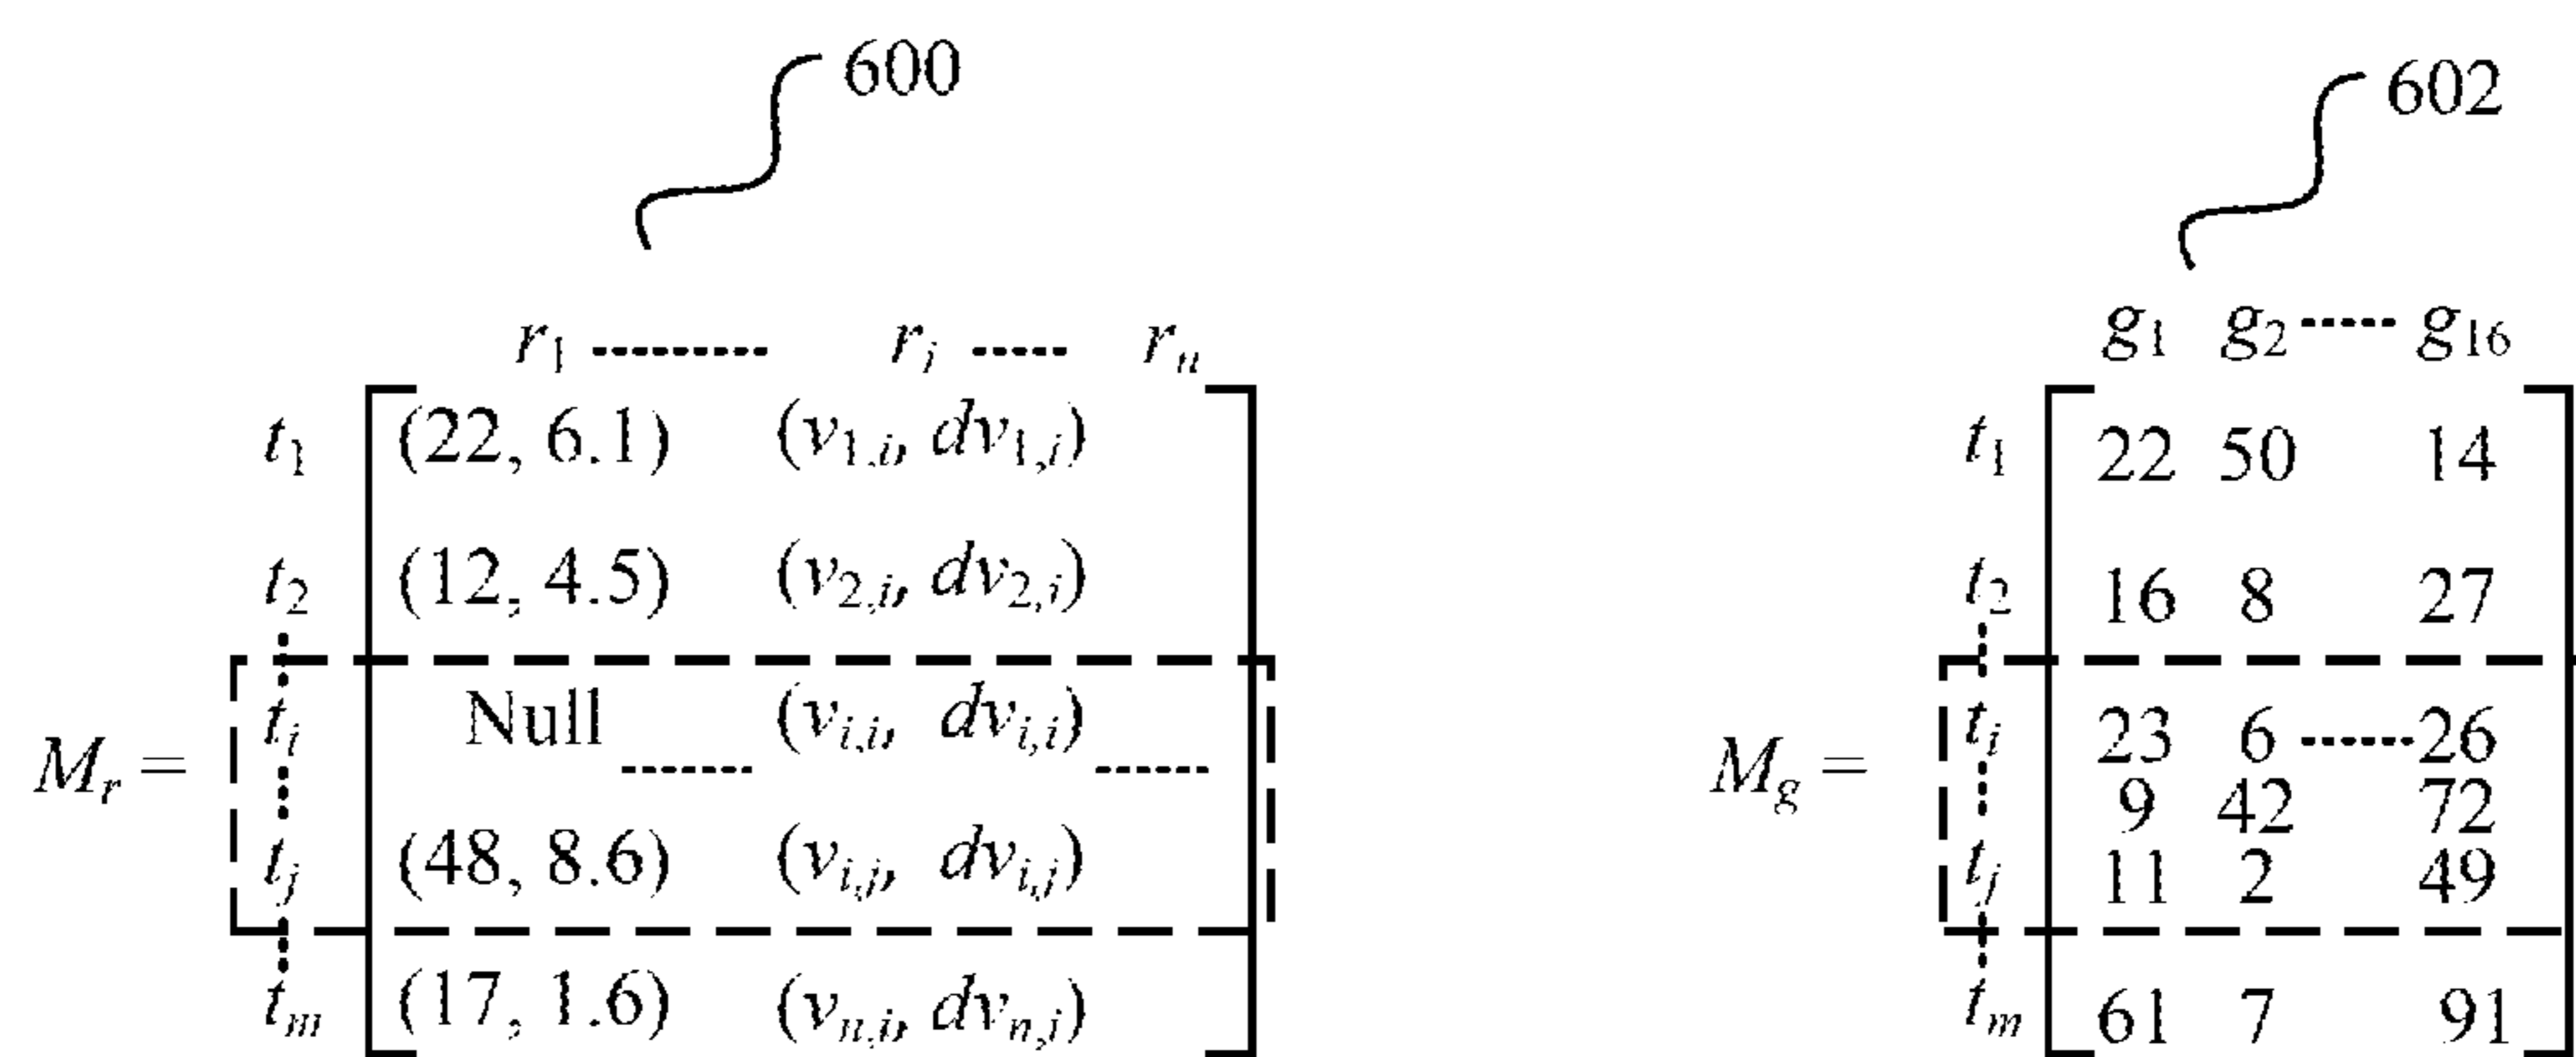 600
602
r₁ --------- rᵢ ----- rₙ
g₁ g₂ ----- g₁₆
t₁ (22, 6.1) (v₁,ᵢ, dv₁,ᵢ)
t₁ 22 50 14
t₂ (12, 4.5) (v₂,ᵢ, dv₂,ᵢ)
t₂ 16 8 27
Mᵣ =
tᵢ Null ------- (vᵢ,ᵢ, dvᵢ,ᵢ) ------
tⱼ (48, 8.6) (vᵢ,ⱼ, dvᵢ,ⱼ)
tₘ (17, 1.6) (vₙ,ᵢ, dvₙ,ᵢ)
M_g =
tᵢ 23 6 ------ 26
9 42 72
tⱼ 11 2 49
tₘ 61 7 91